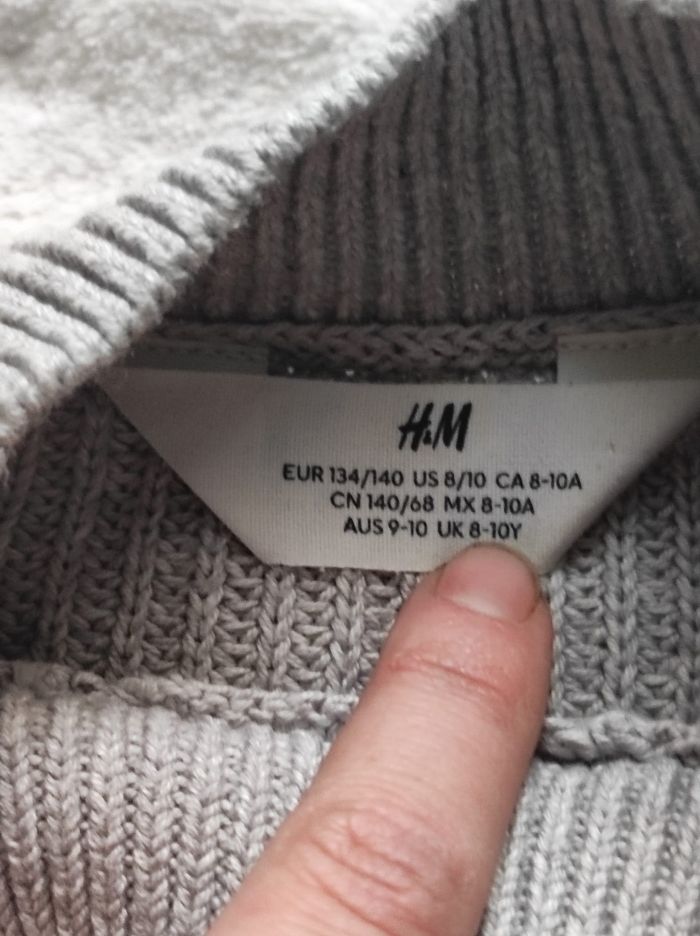 H&M
EUR 134/140 US 8/10 CA 8-10A
CN 140/68 MX 8-10A
AUS 9-10 UK 8-10Y